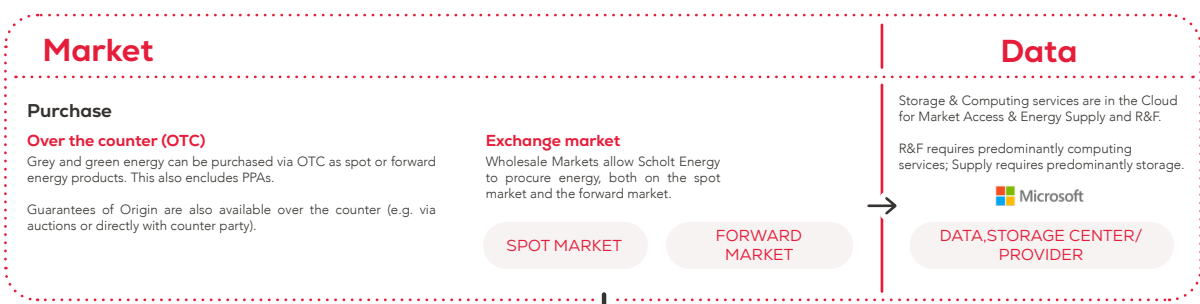 Market
Purchase
Over the counter (OTC)
Grey and green energy can be purchased via OTC as spot or forward
energy products. This also includes PPAs.
Guarantees of Origin are also available over the counter (e.g. via
auctions or directly with counter party).
Exchange market
Wholesale Markets allow Scholt Energy
to procure energy, both on the spot
market and the forward market.
SPOT MARKET
FORWARD
MARKET
Data
Storage & Computing services are in the Cloud
for Market Access & Energy Supply and R&F.
R&F requires predominantly computing
services; Supply requires predominantly storage.
Microsoft
DATA,STORAGE CENTER/
PROVIDER